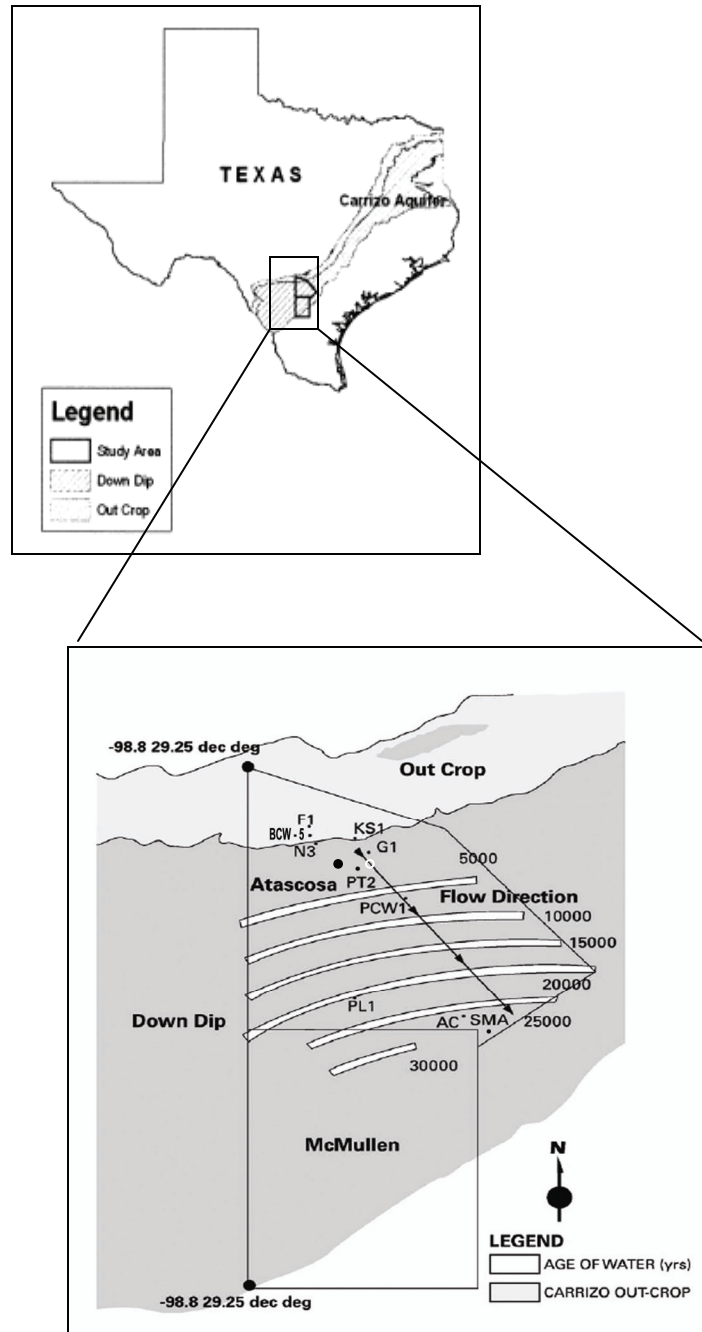 TEXAS
Carrizo Aquifer
Legend
Study Area
Down Dip
Out Crop
-98.8 29.25 dec deg
Out Crop
F1
BCW - 5
KS1
N3
G1
5000
PT2
Atascosa
Flow Direction
PCW1
10000
15000
20000
PL1
Down Dip
AC
SMA
25000
30000
McMullen
N
LEGEND
AGE OF WATER (yrs)
CARRIZO OUT-CROP
-98.8 29.25 dec deg